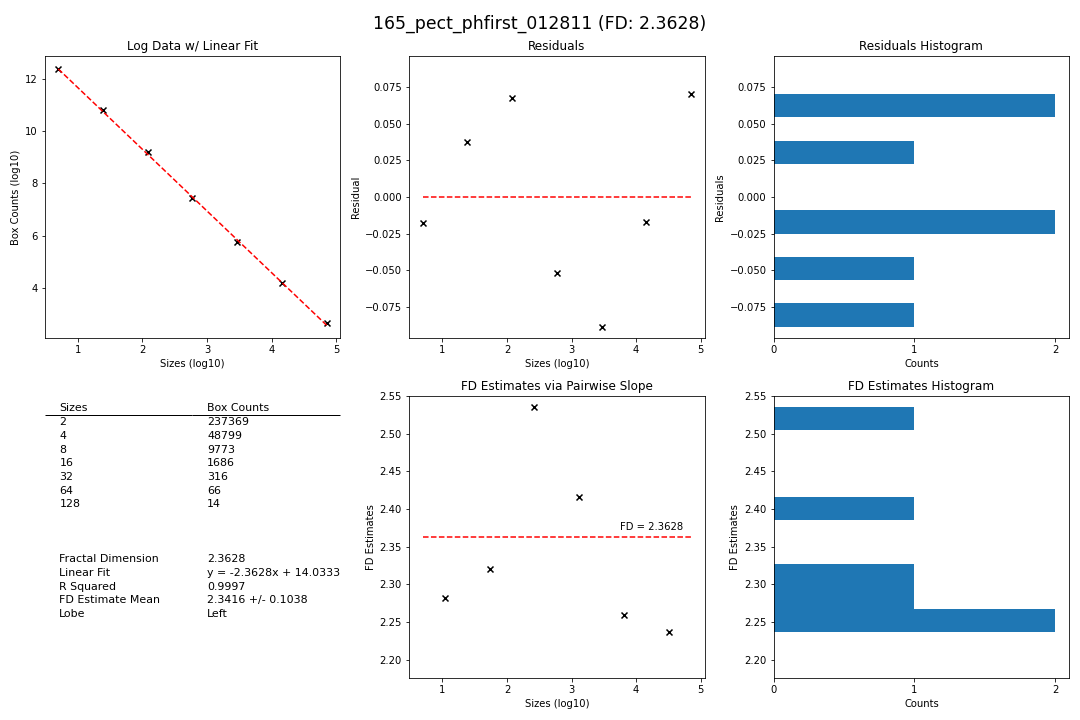 165_pect_phfirst_012811 (FD: 2.3628)
Log Data w/ Linear Fit
12
10
8
6
4
Box Counts (log10)
1 2 3 4 5
Sizes (log10)
Residuals
0.075
0.050
0.025
0.000
−0.025
−0.050
−0.075
Residual
1 2 3 4 5
Sizes (log10)
Residuals Histogram
0.075
0.050
0.025
0.000
−0.025
−0.050
−0.075
Residuals
0 1 2
Counts
Sizes Box Counts
2 237369
4 48799
8 9773
16 1686
32 316
64 66
128 14
Fractal Dimension 2.3628
Linear Fit y = -2.3628x + 14.0333
R Squared 0.9997
FD Estimate Mean 2.3416 +/- 0.1038
Lobe Left
FD Estimates via Pairwise Slope
2.55
2.50
2.45
2.40
2.35
2.30
2.25
2.20
FD Estimates
FD = 2.3628
1 2 3 4 5
Sizes (log10)
FD Estimates Histogram
2.55
2.50
2.45
2.40
2.35
2.30
2.25
2.20
FD Estimates
0 1 2
Counts